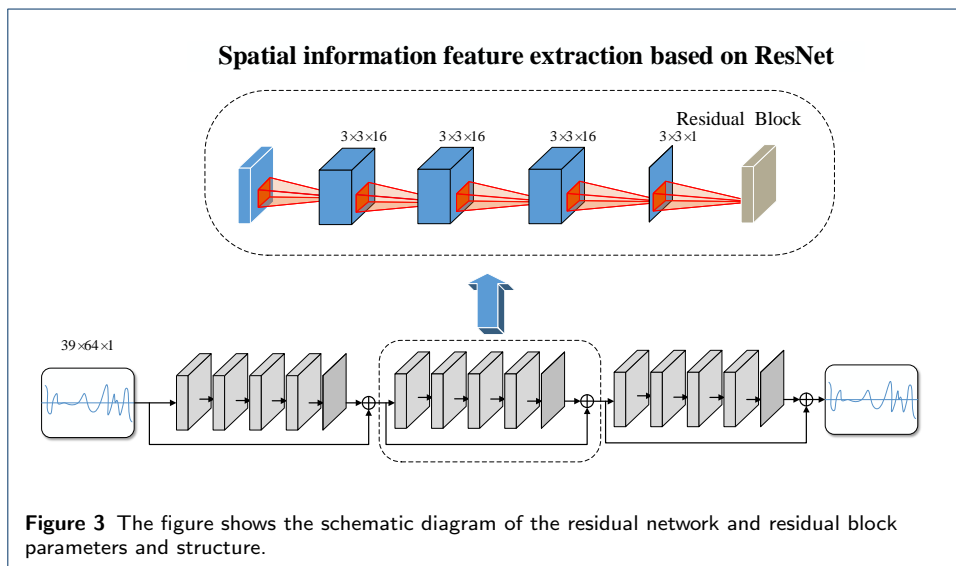 Spatial information feature extraction based on ResNet
Residual Block
3×3×16 3×3×16 3×3×16 3×3×1
39×64×1
Figure 3 The figure shows the schematic diagram of the residual network and residual block
parameters and structure.